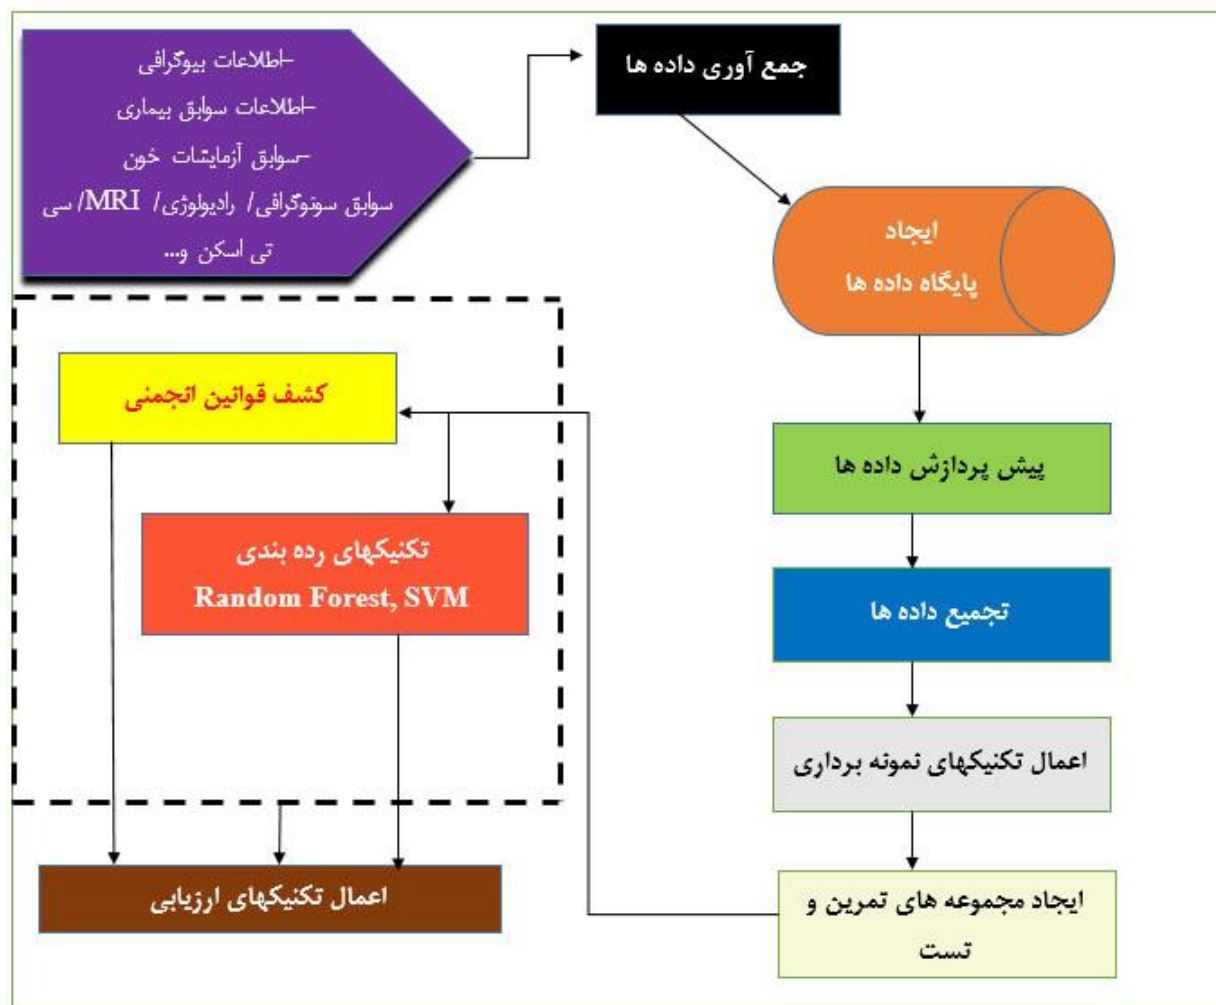 -اطلاعات بیوگرافی
-اطلاعات سوابق بیماری
-سوابق آزمایشات خون
سوابق سونوگرافی/ رادیولوژی/ MRI/ سی
تی اسکن و...
جمع آوری داده ها
ایجاد
پایگاه داده ها
پیش پردازش داده ها
تجمیع داده ها
اعمال تکنیکهای نمونه برداری
ایجاد مجموعه های تمرین و
تست
کشف قوانین انجمنی
تکنیکهای رده بندی
Random Forest, SVM
اعمال تکنیکهای ارزیابی